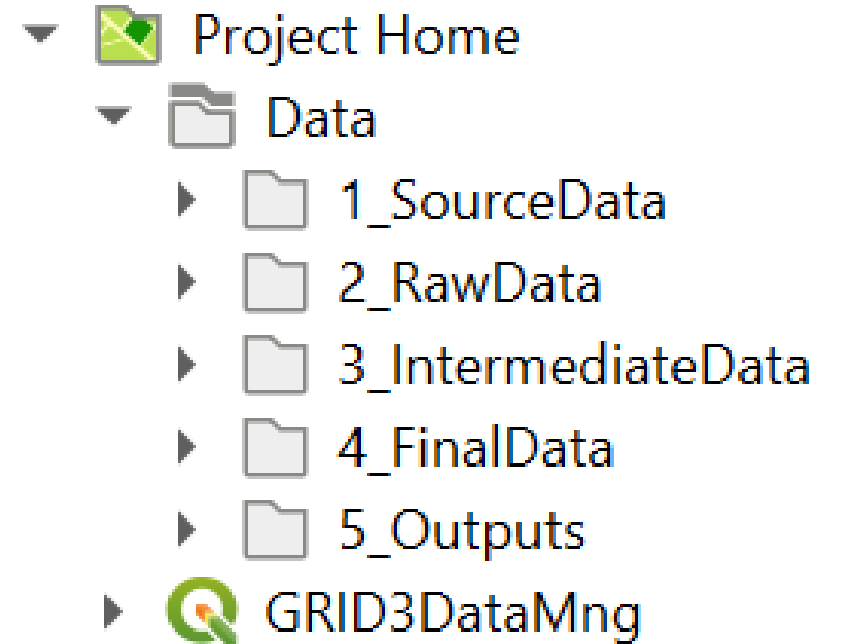 Project Home
Data
1_SourceData
2_RawData
3_IntermediateData
4_FinalData
5_Outputs
GRID3DataMng